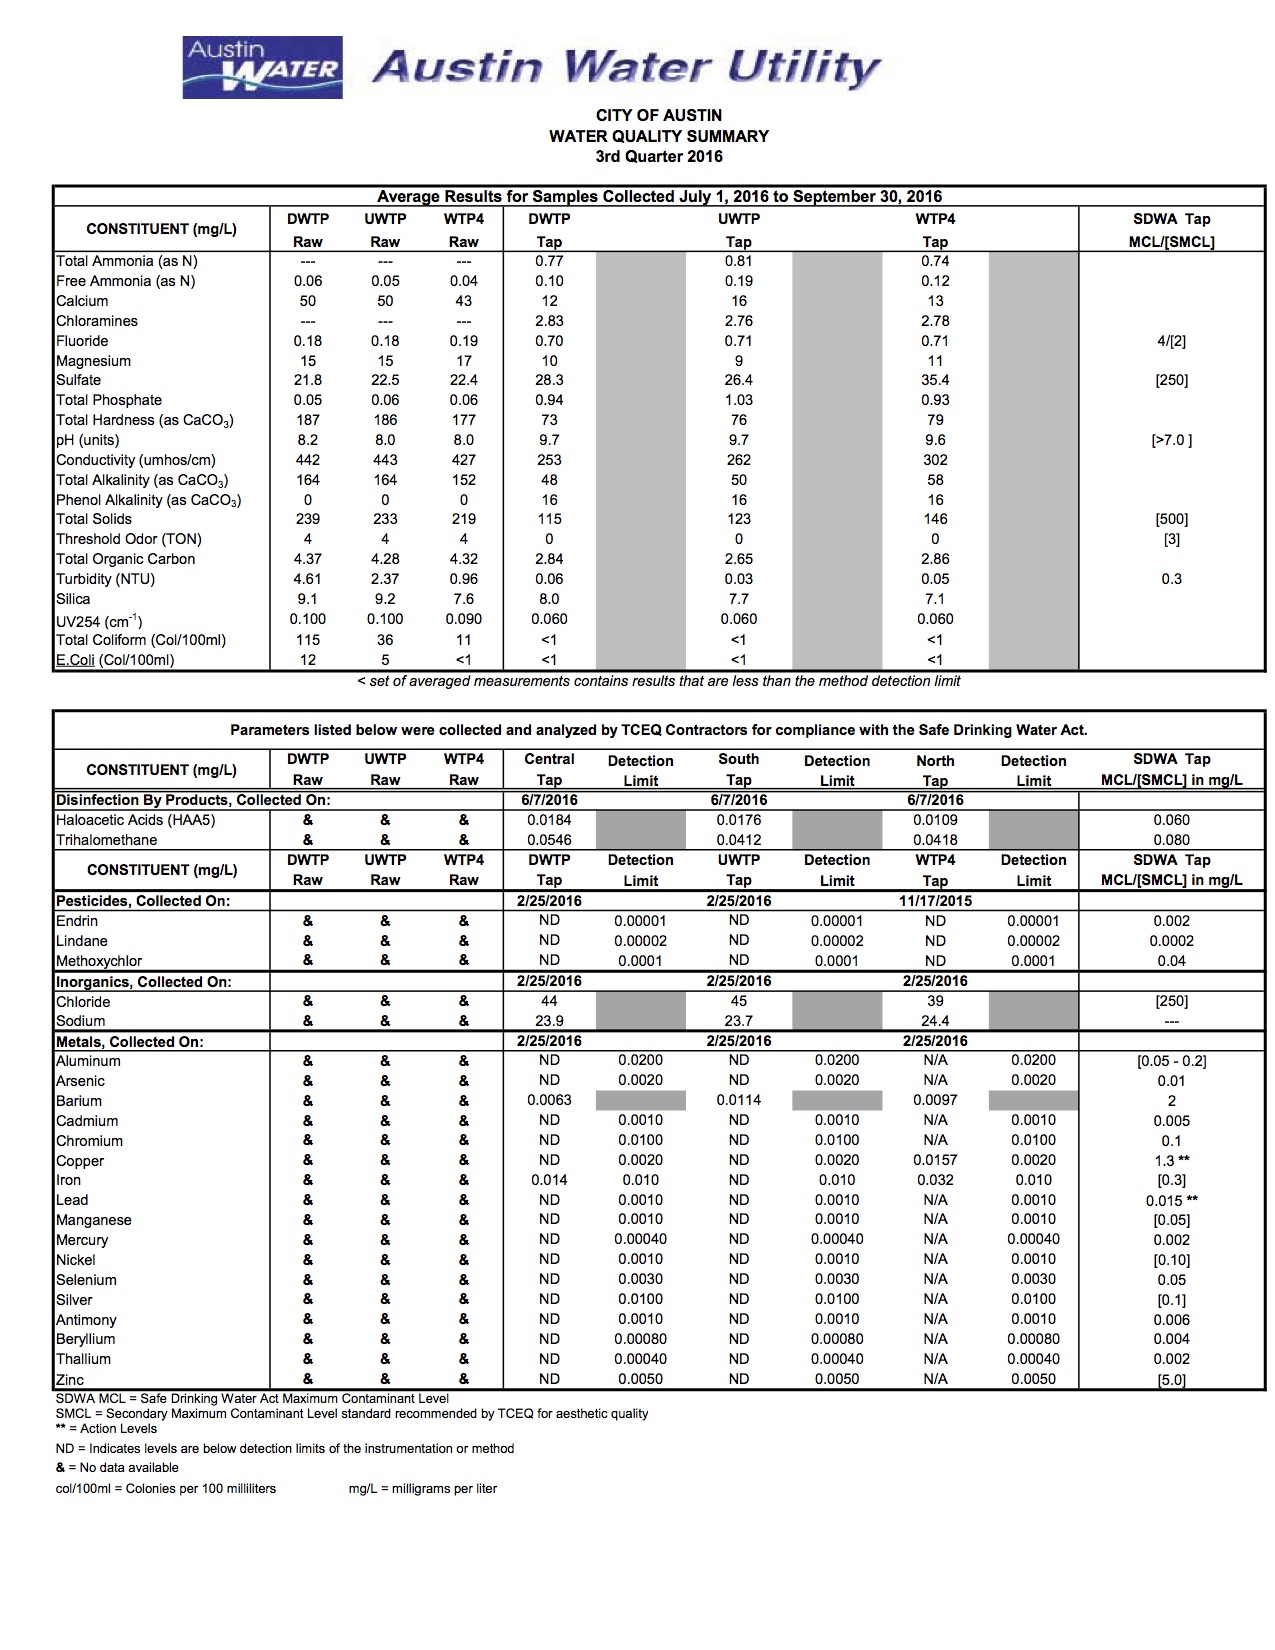 Austin
WATER
Austin Water Utility
CITY OF AUSTIN
WATER QUALITY SUMMARY
3rd Quarter 2016
Average Results for Samples Collected July 1, 2016 to September 30, 2016
CONSTITUENT (mg/L) DWTP UWTP WTP4 DWTP UWTP WTP4 SDWA Tap
Raw Raw Raw Tap Tap Tap MCL/[SMCL]
Total Ammonia (as N) --- --- --- 0.77 0.81 0.74
Free Ammonia (as N) 0.06 0.05 0.04 0.10 0.19 0.12
Calcium 50 50 43 12 16 13
Chloramines --- --- --- 2.83 2.76 2.78
Fluoride 0.18 0.18 0.19 0.70 0.71 0.71 4/[2]
Magnesium 15 15 17 10 9 11
Sulfate 21.8 22.5 22.4 28.3 26.4 35.4 [250]
Total Phosphate 0.05 0.06 0.06 0.94 1.03 0.93
Total Hardness (as CaCO₃) 187 186 177 73 76 79
pH (units) 8.2 8.0 8.0 9.7 9.7 9.6 [>7.0 ]
Conductivity (umhos/cm) 442 443 427 253 262 302
Total Alkalinity (as CaCO₃) 164 164 152 48 50 58
Phenol Alkalinity (as CaCO₃) 0 0 0 16 16 16
Total Solids 239 233 219 115 123 146 [500]
Threshold Odor (TON) 4 4 4 0 0 0 [3]
Total Organic Carbon 4.37 4.28 4.32 2.84 2.65 2.86
Turbidity (NTU) 4.61 2.37 0.96 0.06 0.03 0.05 0.3
Silica 9.1 9.2 7.6 8.0 7.7 7.1
UV254 (cm⁻¹) 0.100 0.100 0.090 0.060 0.060 0.060
Total Coliform (Col/100ml) 115 36 11 <1 <1 <1
E.Coli (Col/100ml) 12 5 <1 <1 <1 <1
< set of averaged measurements contains results that are less than the method detection limit
Parameters listed below were collected and analyzed by TCEQ Contractors for compliance with the Safe Drinking Water Act.
CONSTITUENT (mg/L) DWTP UWTP WTP4 Central Detection South Detection North Detection SDWA Tap
Raw Raw Raw Tap Limit Tap Limit Tap Limit MCL/[SMCL] in mg/L
Disinfection By Products, Collected On: 6/7/2016 6/7/2016 6/7/2016
Haloacetic Acids (HAA5) & & & 0.0184 0.0176 0.0109 0.060
Trihalomethane & & & 0.0546 0.0412 0.0418 0.080
CONSTITUENT (mg/L) DWTP UWTP WTP4 DWTP Detection UWTP Detection WTP4 Detection SDWA Tap
Raw Raw Raw Tap Limit Tap Limit Tap Limit MCL/[SMCL] in mg/L
Pesticides, Collected On: 2/25/2016 2/25/2016 11/17/2015
Endrin & & & ND 0.00001 ND 0.00001 ND 0.00001 0.002
Lindane & & & ND 0.00002 ND 0.00002 ND 0.00002 0.0002
Methoxychlor & & & ND 0.0001 ND 0.0001 ND 0.0001 0.04
Inorganics, Collected On: 2/25/2016 2/25/2016 2/25/2016
Chloride & & & 44 45 39 [250]
Sodium & & & 23.9 23.7 24.4 ---
Metals, Collected On: 2/25/2016 2/25/2016 2/25/2016
Aluminum & & & ND 0.0200 ND 0.0200 N/A 0.0200 [0.05 - 0.2]
Arsenic & & & ND 0.0020 ND 0.0020 N/A 0.0020 0.01
Barium & & & 0.0063 0.0114 0.0097 2
Cadmium & & & ND 0.0010 ND 0.0010 N/A 0.0010 0.005
Chromium & & & ND 0.0100 ND 0.0100 N/A 0.0100 0.1
Copper & & & ND 0.0020 ND 0.0020 0.0157 0.0020 1.3 **
Iron & & & 0.014 0.010 ND 0.010 0.032 0.010 [0.3]
Lead & & & ND 0.0010 ND 0.0010 N/A 0.0010 0.015 **
Manganese & & & ND 0.0010 ND 0.0010 N/A 0.0010 [0.05]
Mercury & & & ND 0.00040 ND 0.00040 N/A 0.00040 0.002
Nickel & & & ND 0.0010 ND 0.0010 N/A 0.0010 [0.10]
Selenium & & & ND 0.0030 ND 0.0030 N/A 0.0030 0.05
Silver & & & ND 0.0100 ND 0.0100 N/A 0.0100 [0.1]
Antimony & & & ND 0.0010 ND 0.0010 N/A 0.0010 0.006
Beryllium & & & ND 0.00080 ND 0.00080 N/A 0.00080 0.004
Thallium & & & ND 0.00040 ND 0.00040 N/A 0.00040 0.002
Zinc & & & ND 0.0050 ND 0.0050 N/A 0.0050 [5.0]
SDWA MCL = Safe Drinking Water Act Maximum Contaminant Level
SMCL = Secondary Maximum Contaminant Level standard recommended by TCEQ for aesthetic quality
** = Action Levels
ND = Indicates levels are below detection limits of the instrumentation or method
& = No data available
col/100ml = Colonies per 100 milliliters mg/L = milligrams per liter